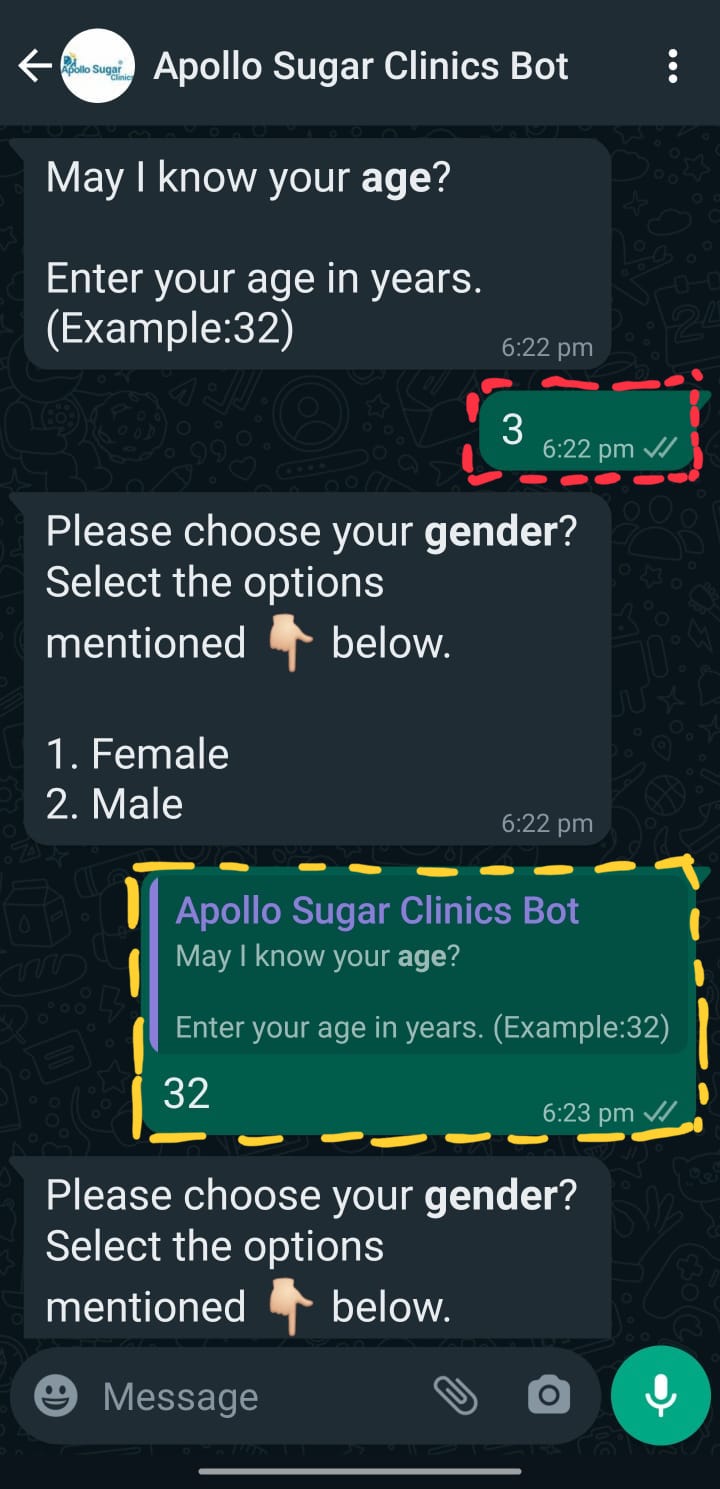 Apollo Sugar Clinics
Apollo Sugar Clinics Bot
May I know your age?
Enter your age in years.
(Example:32)
6:22 pm
3
6:22 pm
Please choose your gender?
Select the options
mentioned 👇🏼 below.
1. Female
2. Male
6:22 pm
Apollo Sugar Clinics Bot
May I know your age?
Enter your age in years. (Example:32)
32
6:23 pm
Please choose your gender?
Select the options
mentioned 👇🏼 below.
Message